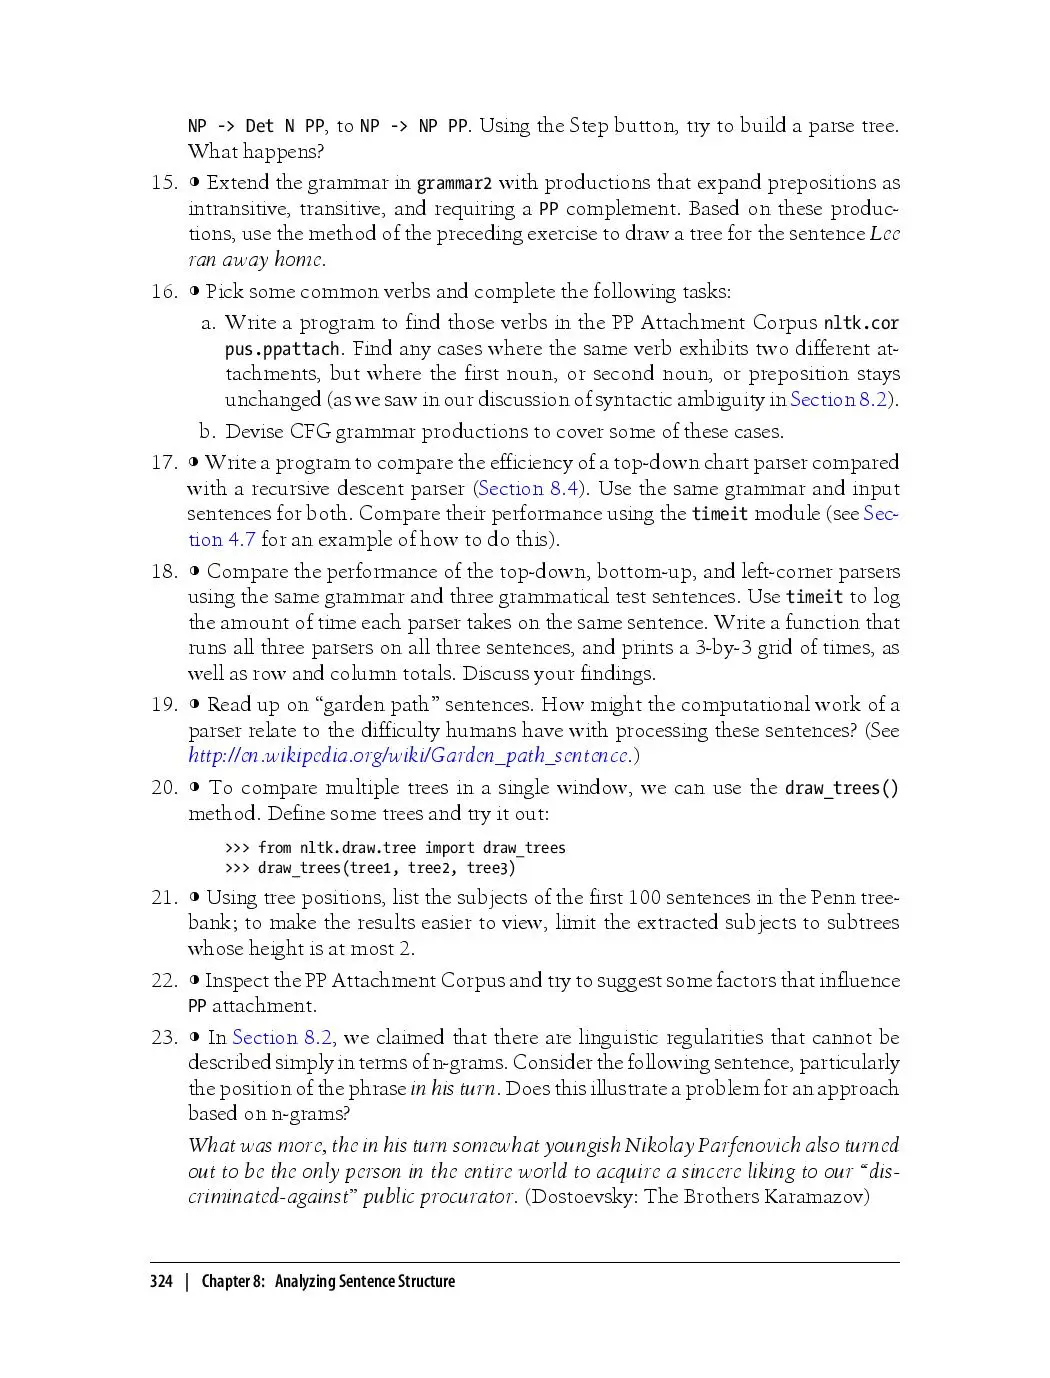 NP -> Det N PP, to NP -> NP PP. Using the Step button, try to build a parse tree.
What happens?
15. ◑ Extend the grammar in grammar2 with productions that expand prepositions as
intransitive, transitive, and requiring a PP complement. Based on these produc-
tions, use the method of the preceding exercise to draw a tree for the sentence Lee
ran away home.
16. ◑ Pick some common verbs and complete the following tasks:
a. Write a program to find those verbs in the PP Attachment Corpus nltk.cor
pus.ppattach. Find any cases where the same verb exhibits two different at-
tachments, but where the first noun, or second noun, or preposition stays
unchanged (as we saw in our discussion of syntactic ambiguity in Section 8.2).
b. Devise CFG grammar productions to cover some of these cases.
17. ◑ Write a program to compare the efficiency of a top-down chart parser compared
with a recursive descent parser (Section 8.4). Use the same grammar and input
sentences for both. Compare their performance using the timeit module (see Sec-
tion 4.7 for an example of how to do this).
18. ◑ Compare the performance of the top-down, bottom-up, and left-corner parsers
using the same grammar and three grammatical test sentences. Use timeit to log
the amount of time each parser takes on the same sentence. Write a function that
runs all three parsers on all three sentences, and prints a 3-by-3 grid of times, as
well as row and column totals. Discuss your findings.
19. ◑ Read up on “garden path” sentences. How might the computational work of a
parser relate to the difficulty humans have with processing these sentences? (See
http://en.wikipedia.org/wiki/Garden_path_sentence.)
20. ◑ To compare multiple trees in a single window, we can use the draw_trees()
method. Define some trees and try it out:
>>> from nltk.draw.tree import draw_trees
>>> draw_trees(tree1, tree2, tree3)
21. ◑ Using tree positions, list the subjects of the first 100 sentences in the Penn tree-
bank; to make the results easier to view, limit the extracted subjects to subtrees
whose height is at most 2.
22. ◑ Inspect the PP Attachment Corpus and try to suggest some factors that influence
PP attachment.
23. ◑ In Section 8.2, we claimed that there are linguistic regularities that cannot be
described simply in terms of n-grams. Consider the following sentence, particularly
the position of the phrase in his turn. Does this illustrate a problem for an approach
based on n-grams?
What was more, the in his turn somewhat youngish Nikolay Parfenovich also turned
out to be the only person in the entire world to acquire a sincere liking to our “dis-
criminated-against” public procurator. (Dostoevsky: The Brothers Karamazov)
324 | Chapter 8: Analyzing Sentence Structure